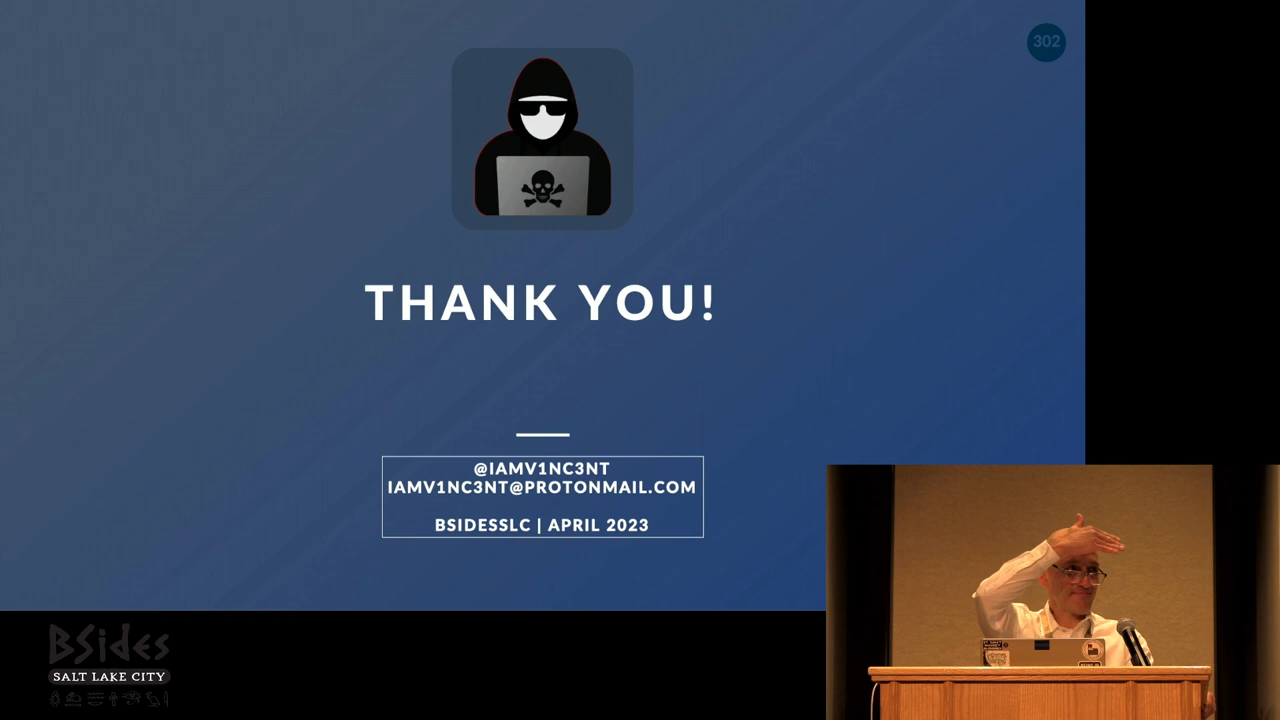 302
THANK YOU!
@IAMV1NC3NT
IAMV1NC3NT@PROTONMAIL.COM
BSIDESSLC | APRIL 2023
BSides
SALT LAKE CITY